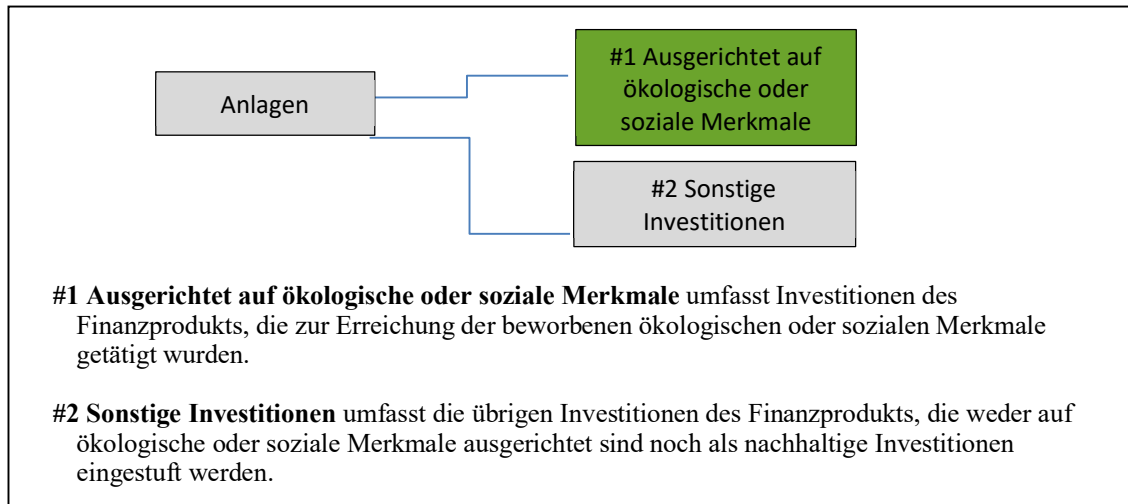 Anlagen
#1 Ausgerichtet auf
ökologische oder
soziale Merkmale
#2 Sonstige
Investitionen
#1 Ausgerichtet auf ökologische oder soziale Merkmale umfasst Investitionen des
Finanzprodukts, die zur Erreichung der beworbenen ökologischen oder sozialen Merkmale
getätigt wurden.
#2 Sonstige Investitionen umfasst die übrigen Investitionen des Finanzprodukts, die weder auf
ökologische oder soziale Merkmale ausgerichtet sind noch als nachhaltige Investitionen
eingestuft werden.